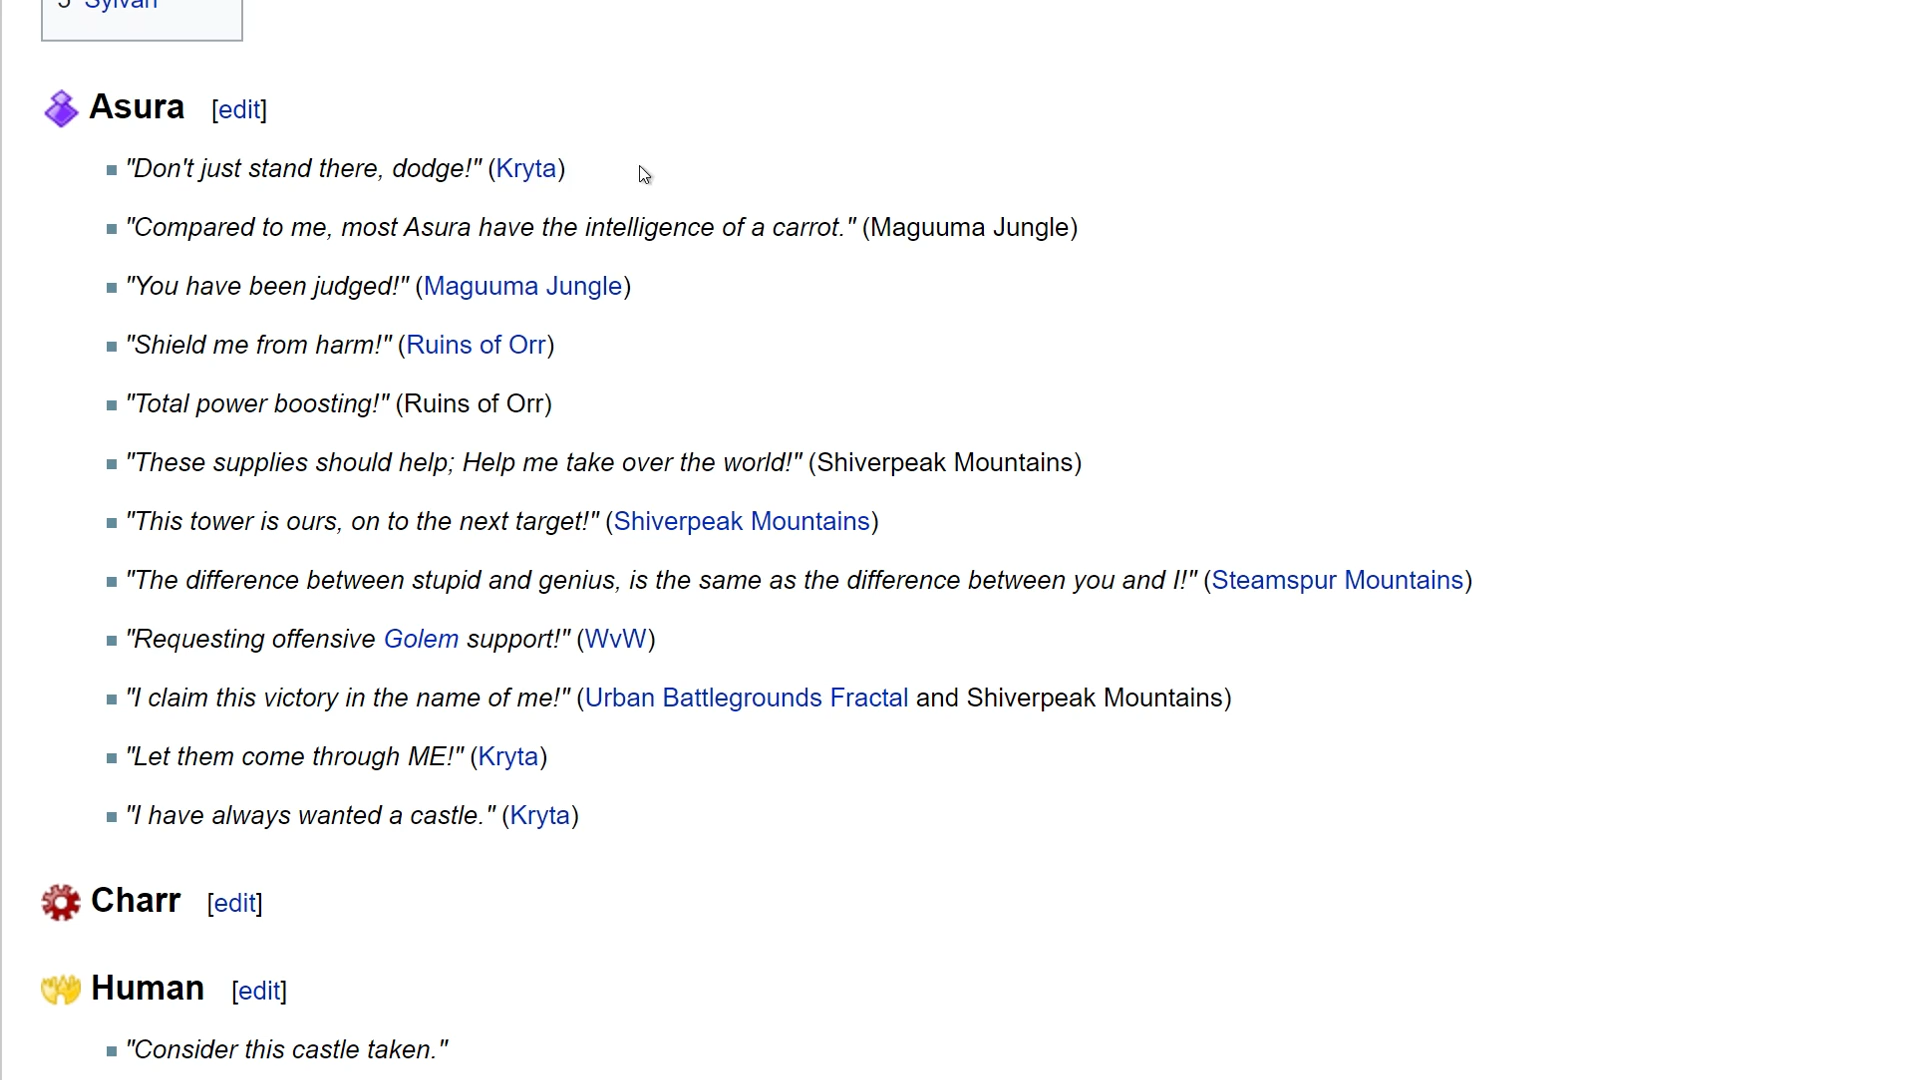 5 Sylvari
Asura [edit]
"Don't just stand there, dodge!" (Kryta)
"Compared to me, most Asura have the intelligence of a carrot." (Maguuma Jungle)
"You have been judged!" (Maguuma Jungle)
"Shield me from harm!" (Ruins of Orr)
"Total power boosting!" (Ruins of Orr)
"These supplies should help; Help me take over the world!" (Shiverpeak Mountains)
"This tower is ours, on to the next target!" (Shiverpeak Mountains)
"The difference between stupid and genius, is the same as the difference between you and I!" (Steamspur Mountains)
"Requesting offensive Golem support!" (WvW)
"I claim this victory in the name of me!" (Urban Battlegrounds Fractal and Shiverpeak Mountains)
"Let them come through ME!" (Kryta)
"I have always wanted a castle." (Kryta)
Charr [edit]
Human [edit]
"Consider this castle taken."